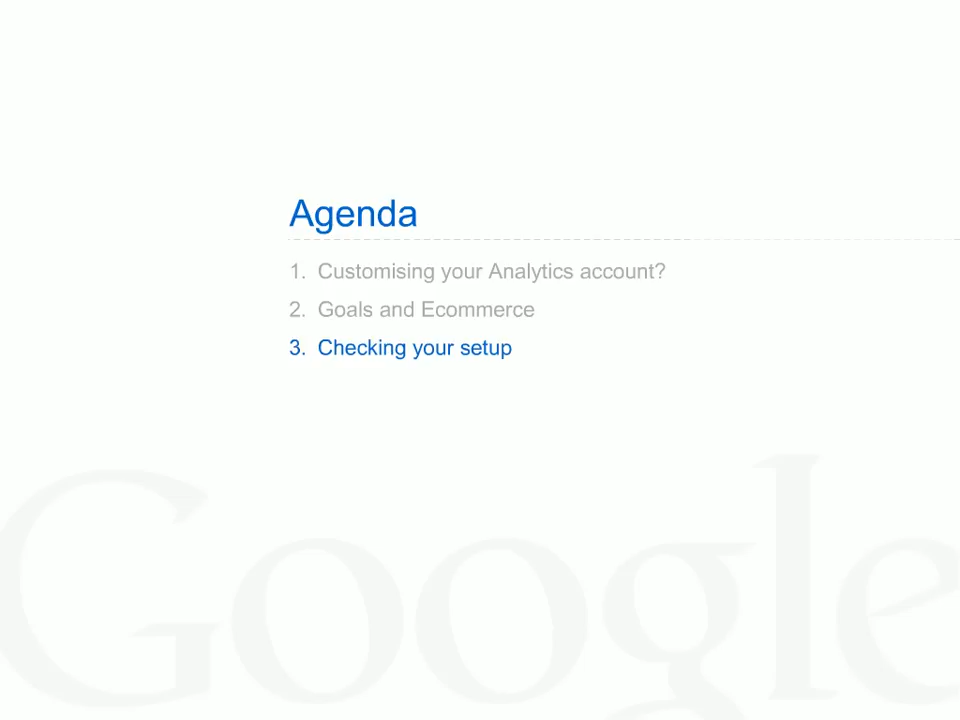 Agenda
1. Customising your Analytics account?
2. Goals and Ecommerce
3. Checking your setup
Google